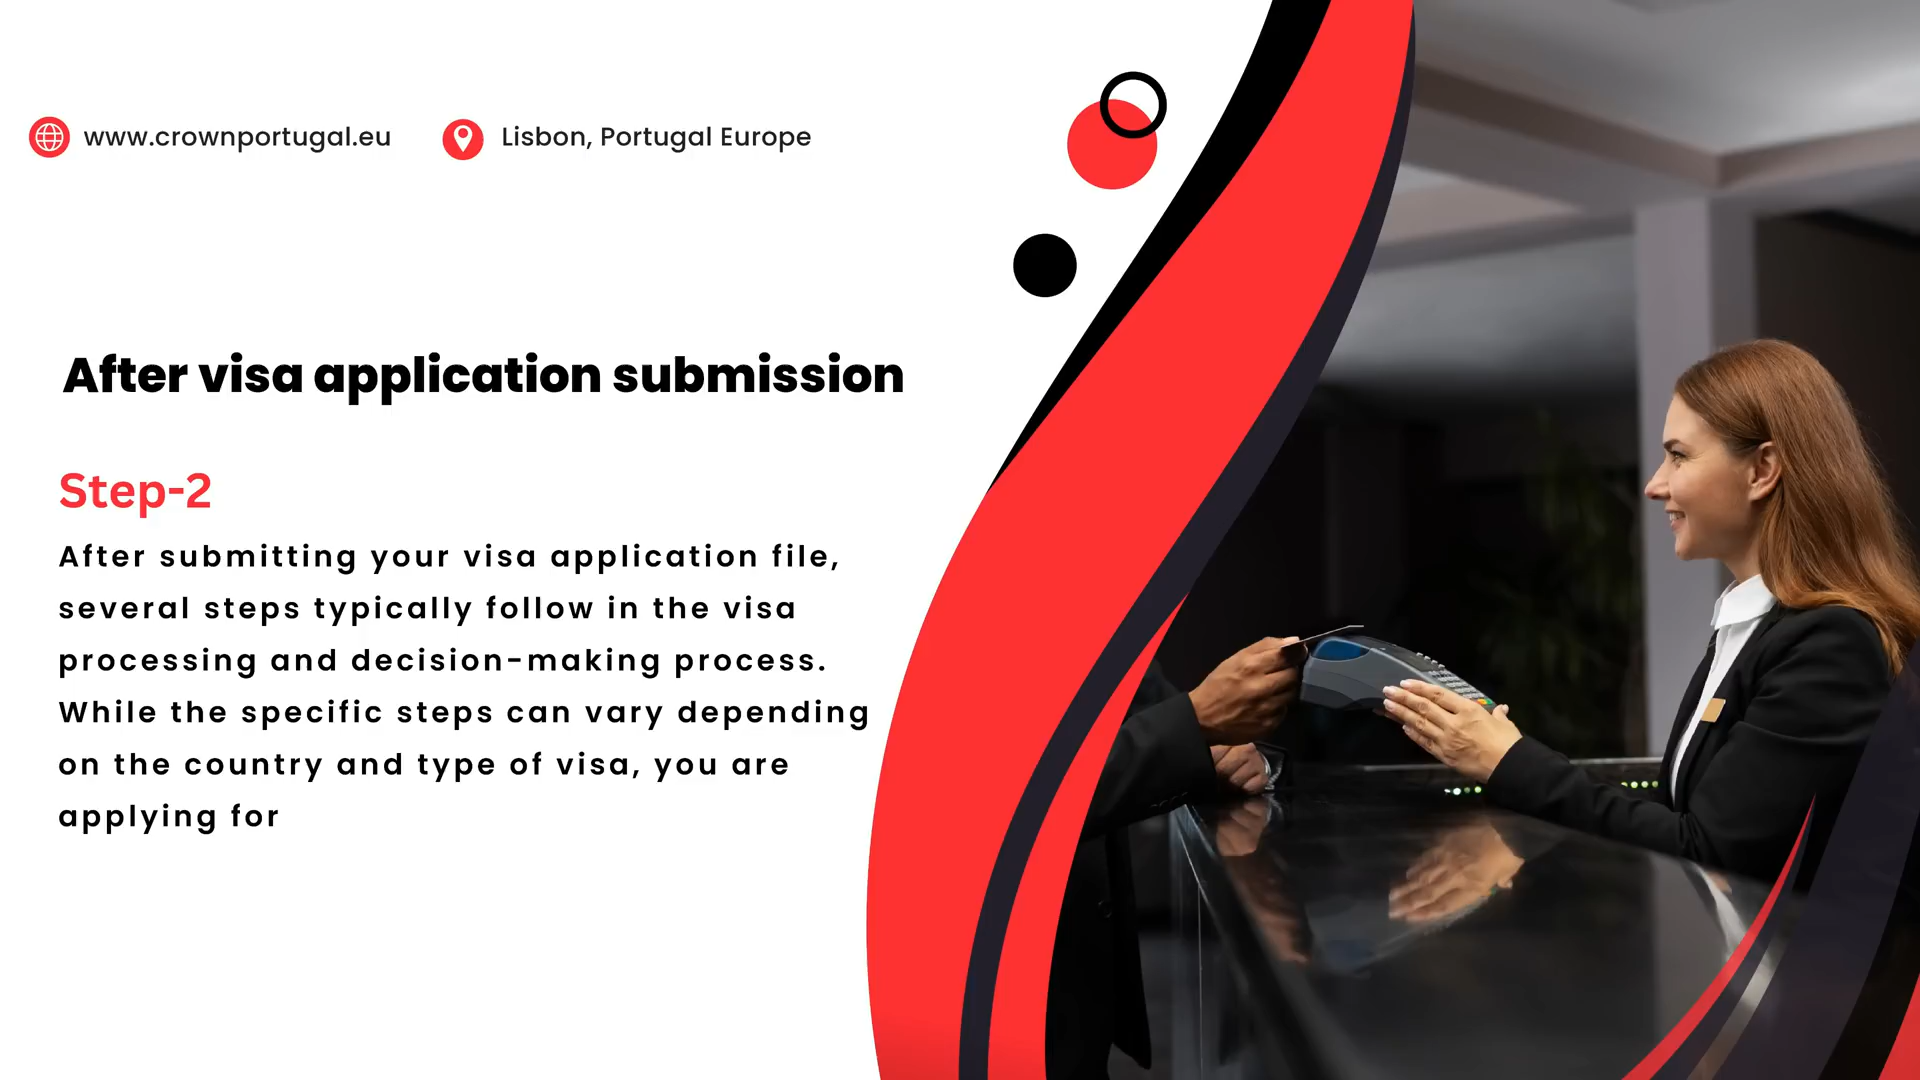 www.crownportugal.eu
Lisbon, Portugal Europe
After visa application submission
Step-2
After submitting your visa application file,
several steps typically follow in the visa
processing and decision-making process.
While the specific steps can vary depending
on the country and type of visa, you are
applying for